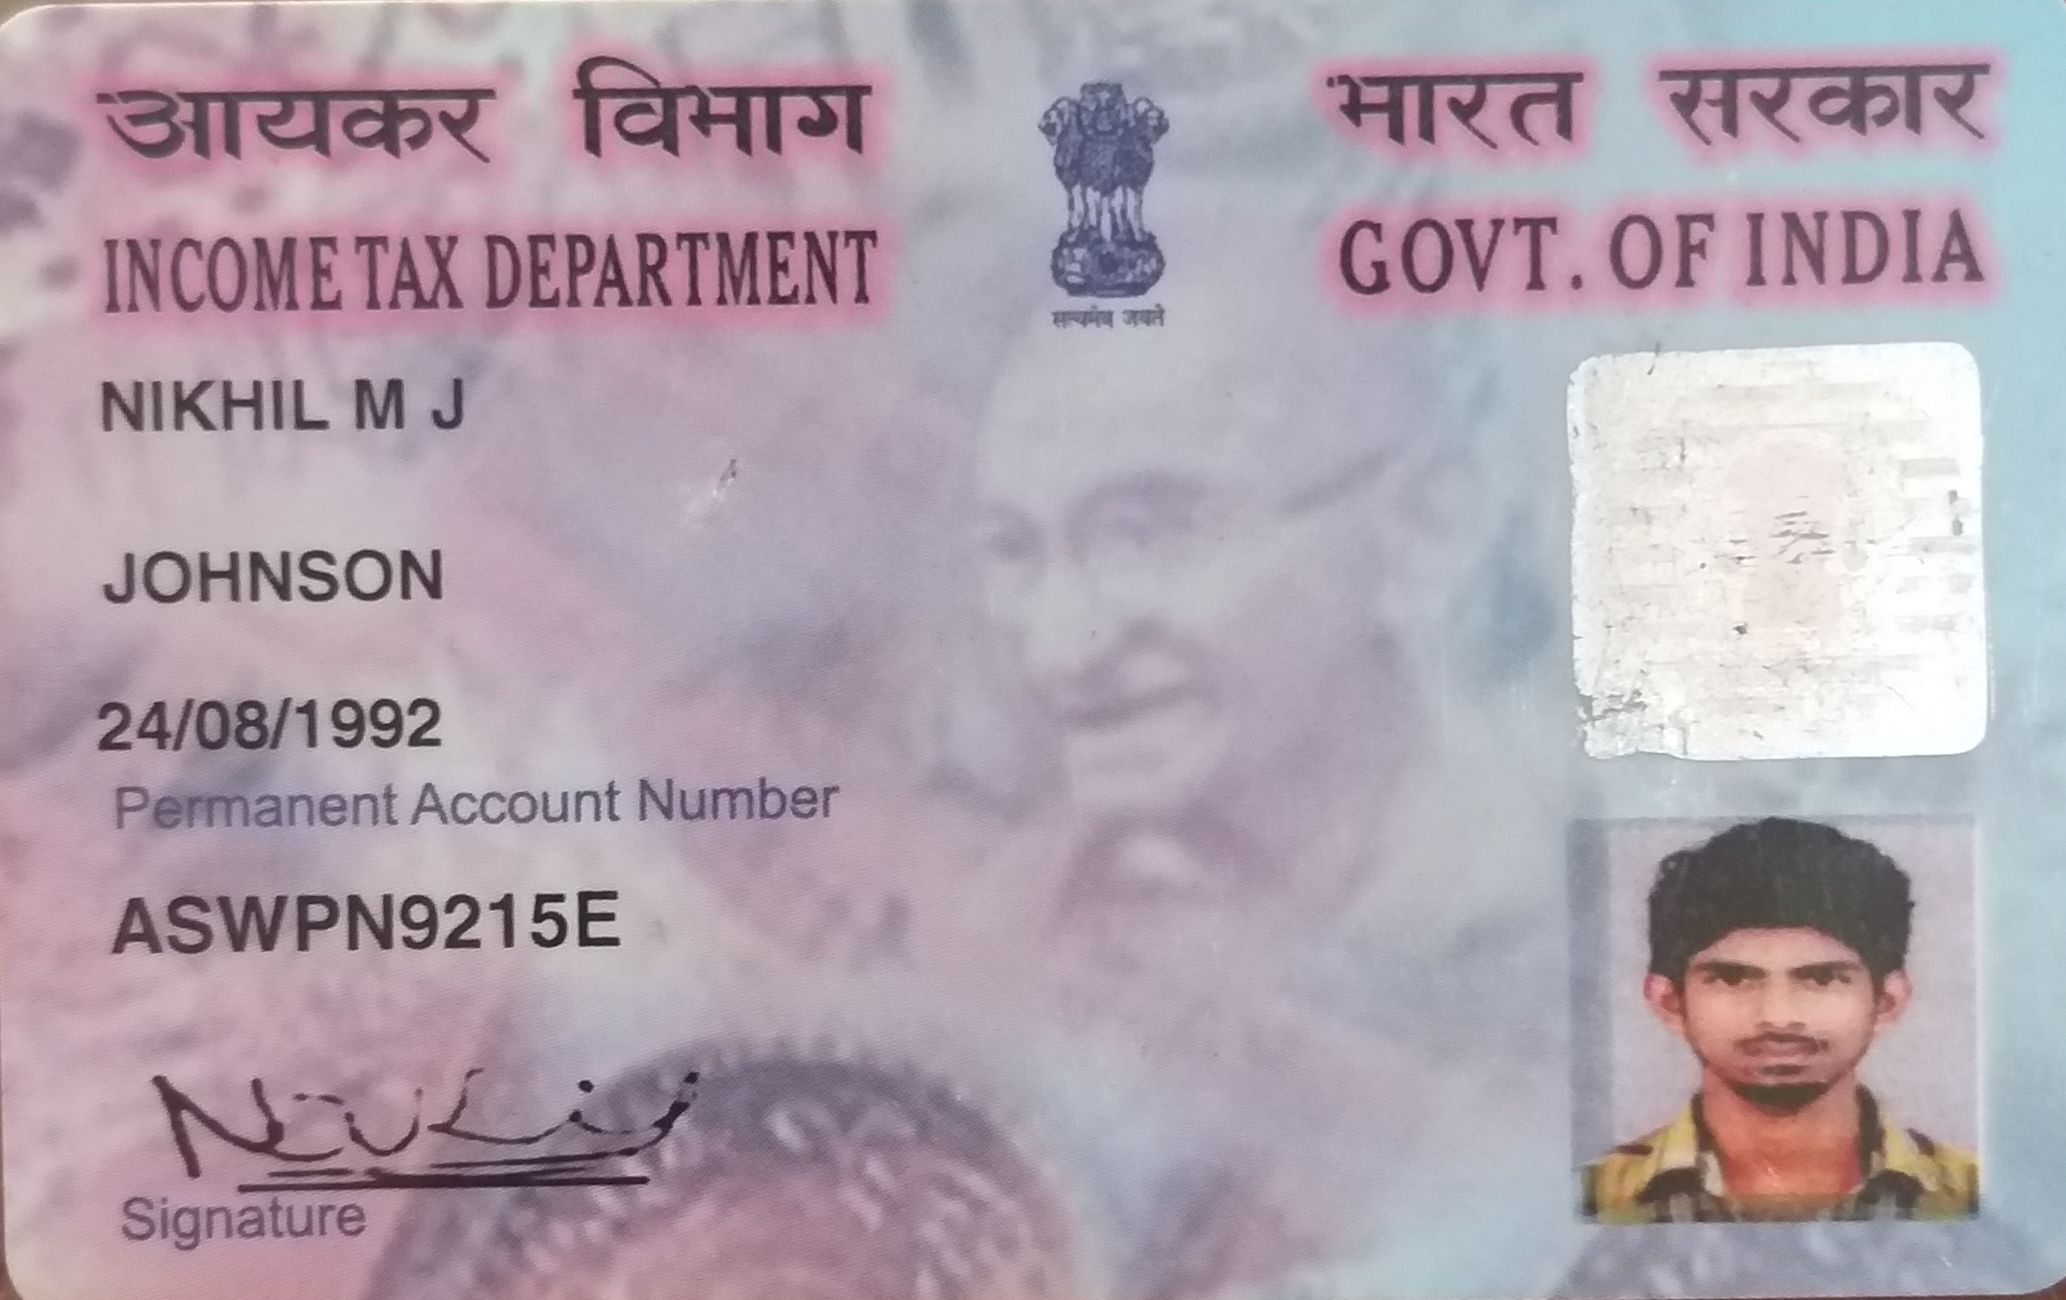 आयकर विभाग
भारत सरकार
INCOME TAX DEPARTMENT
GOVT. OF INDIA
सत्यमेव जयते
NIKHIL M J
JOHNSON
24/08/1992
Permanent Account Number
ASWPN9215E
Signature